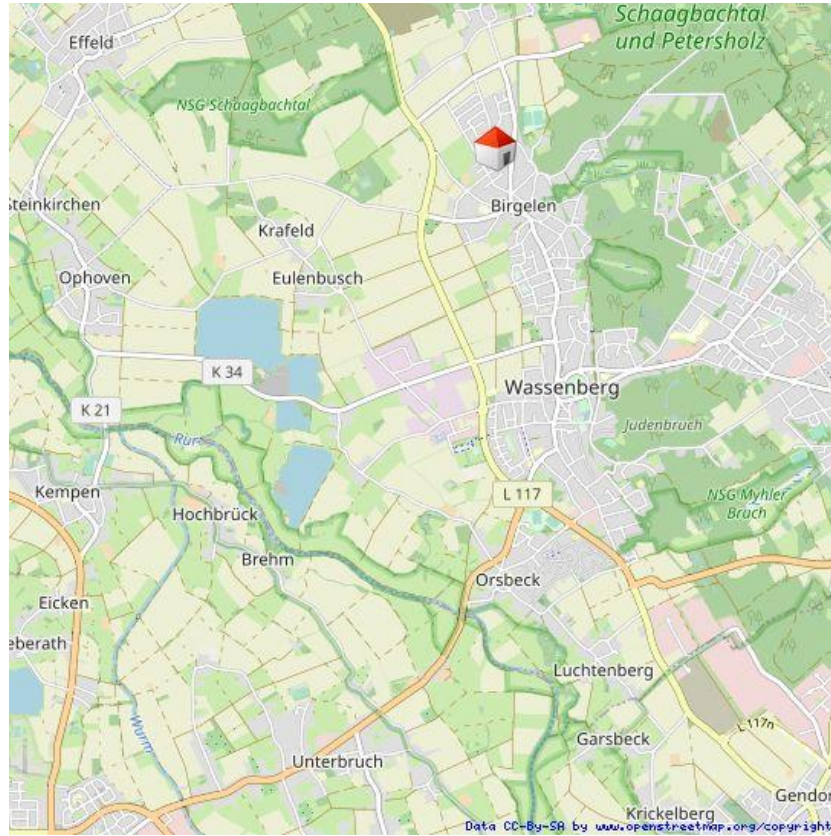 Schaagbachtal
und Petersholz
Effeld
NSG Schaagbachtal
Steinkirchen
Birgelen
Krafeld
Ophoven
Eulenbusch
K 34
Wassenberg
K 21
Judenbruch
Rur
Kempen
L 117
NSG Myhler
Bruch
Hochbrück
Brehm
Orsbeck
Eicken
eberath
Luchtenberg
Wurm
L 117n
Garsbeck
Unterbruch
Gendor
Krickelberg
Data CC-By-SA by www.openstreetmap.org/copyright